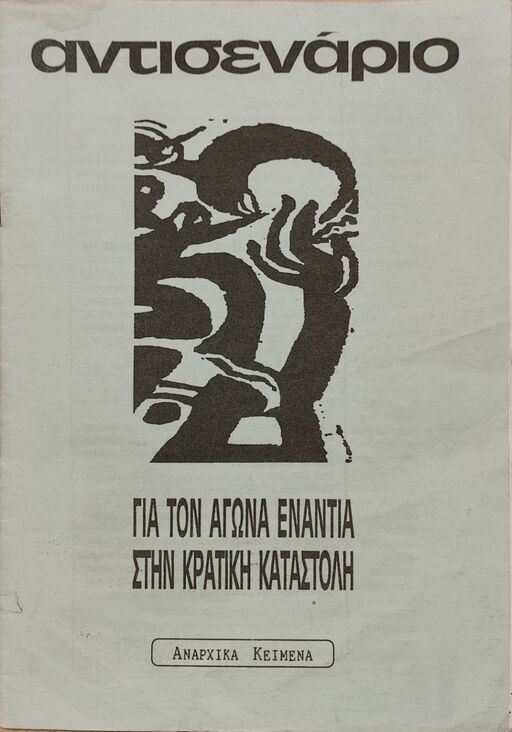 αντισενάριο
ΓΙΑ ΤΟΝ ΑΓΩΝΑ ΕΝΑΝΤΙΑ
ΣΤΗΝ ΚΡΑΤΙΚΗ ΚΑΤΑΣΤΟΛΗ
ΑΝΑΡΧΙΚΑ ΚΕΙΜΕΝΑ